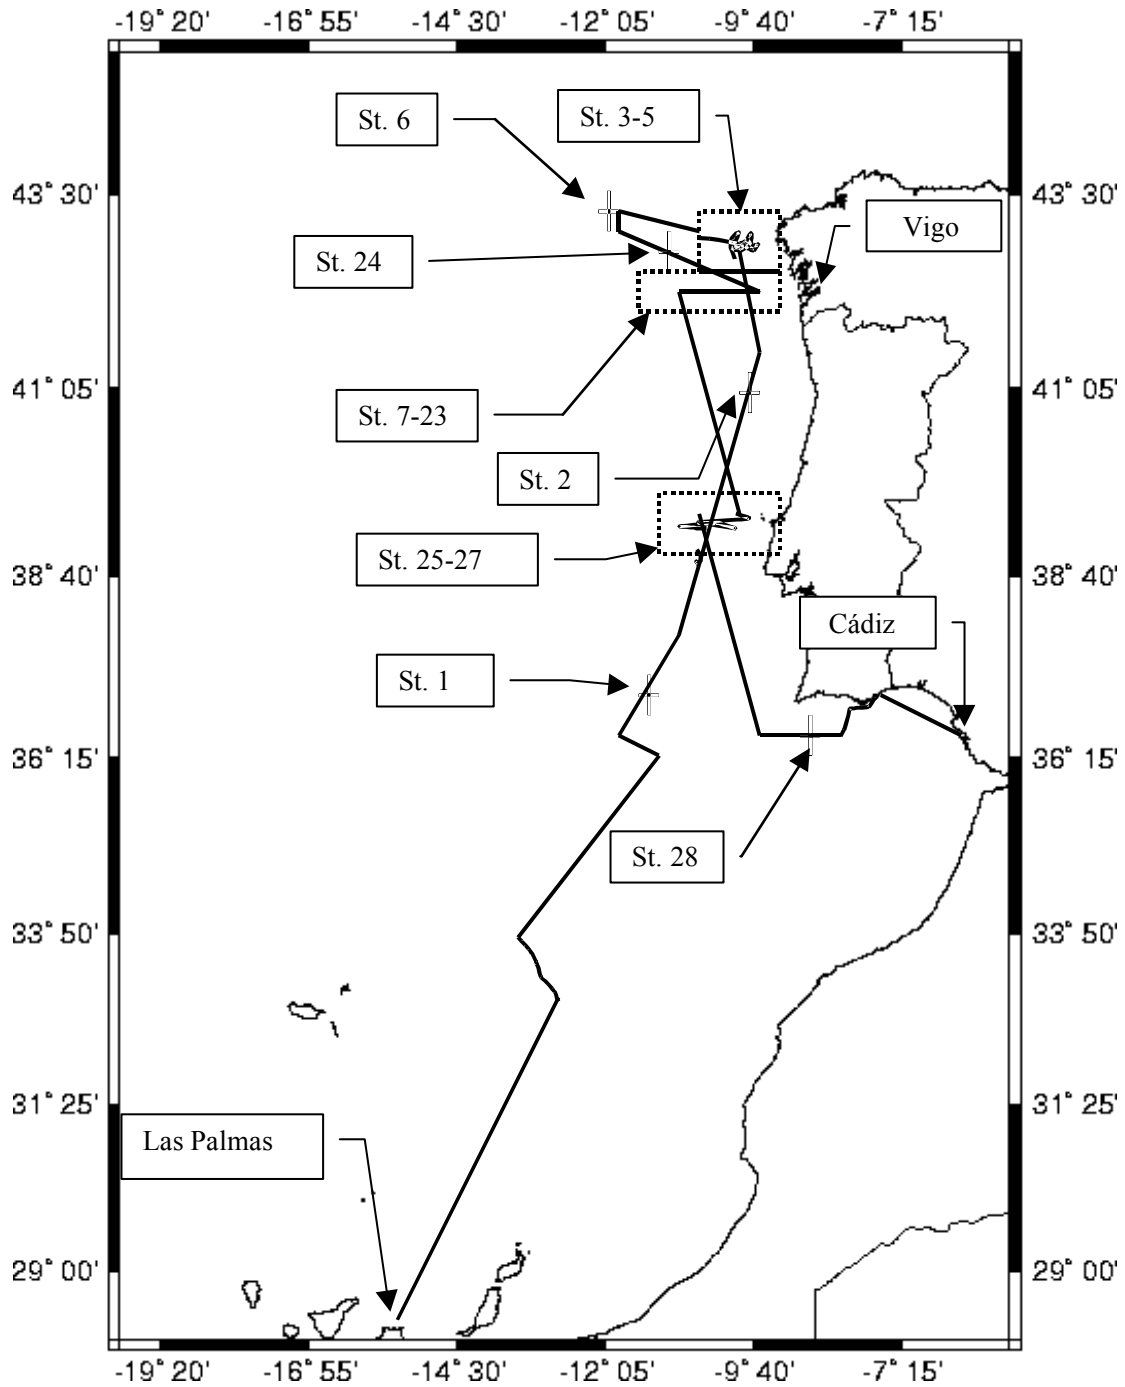 -19° 20' -16° 55' -14° 30' -12° 05' -9° 40' -7° 15'
St. 6
St. 3-5
43° 30' 43° 30'
Vigo
St. 24
41° 05' 41° 05'
St. 7-23
St. 2
St. 25-27
38° 40' 38° 40'
Cádiz
St. 1
36° 15' 36° 15'
St. 28
33° 50' 33° 50'
31° 25' 31° 25'
Las Palmas
29° 00' 29° 00'
-19° 20' -16° 55' -14° 30' -12° 05' -9° 40' -7° 15'